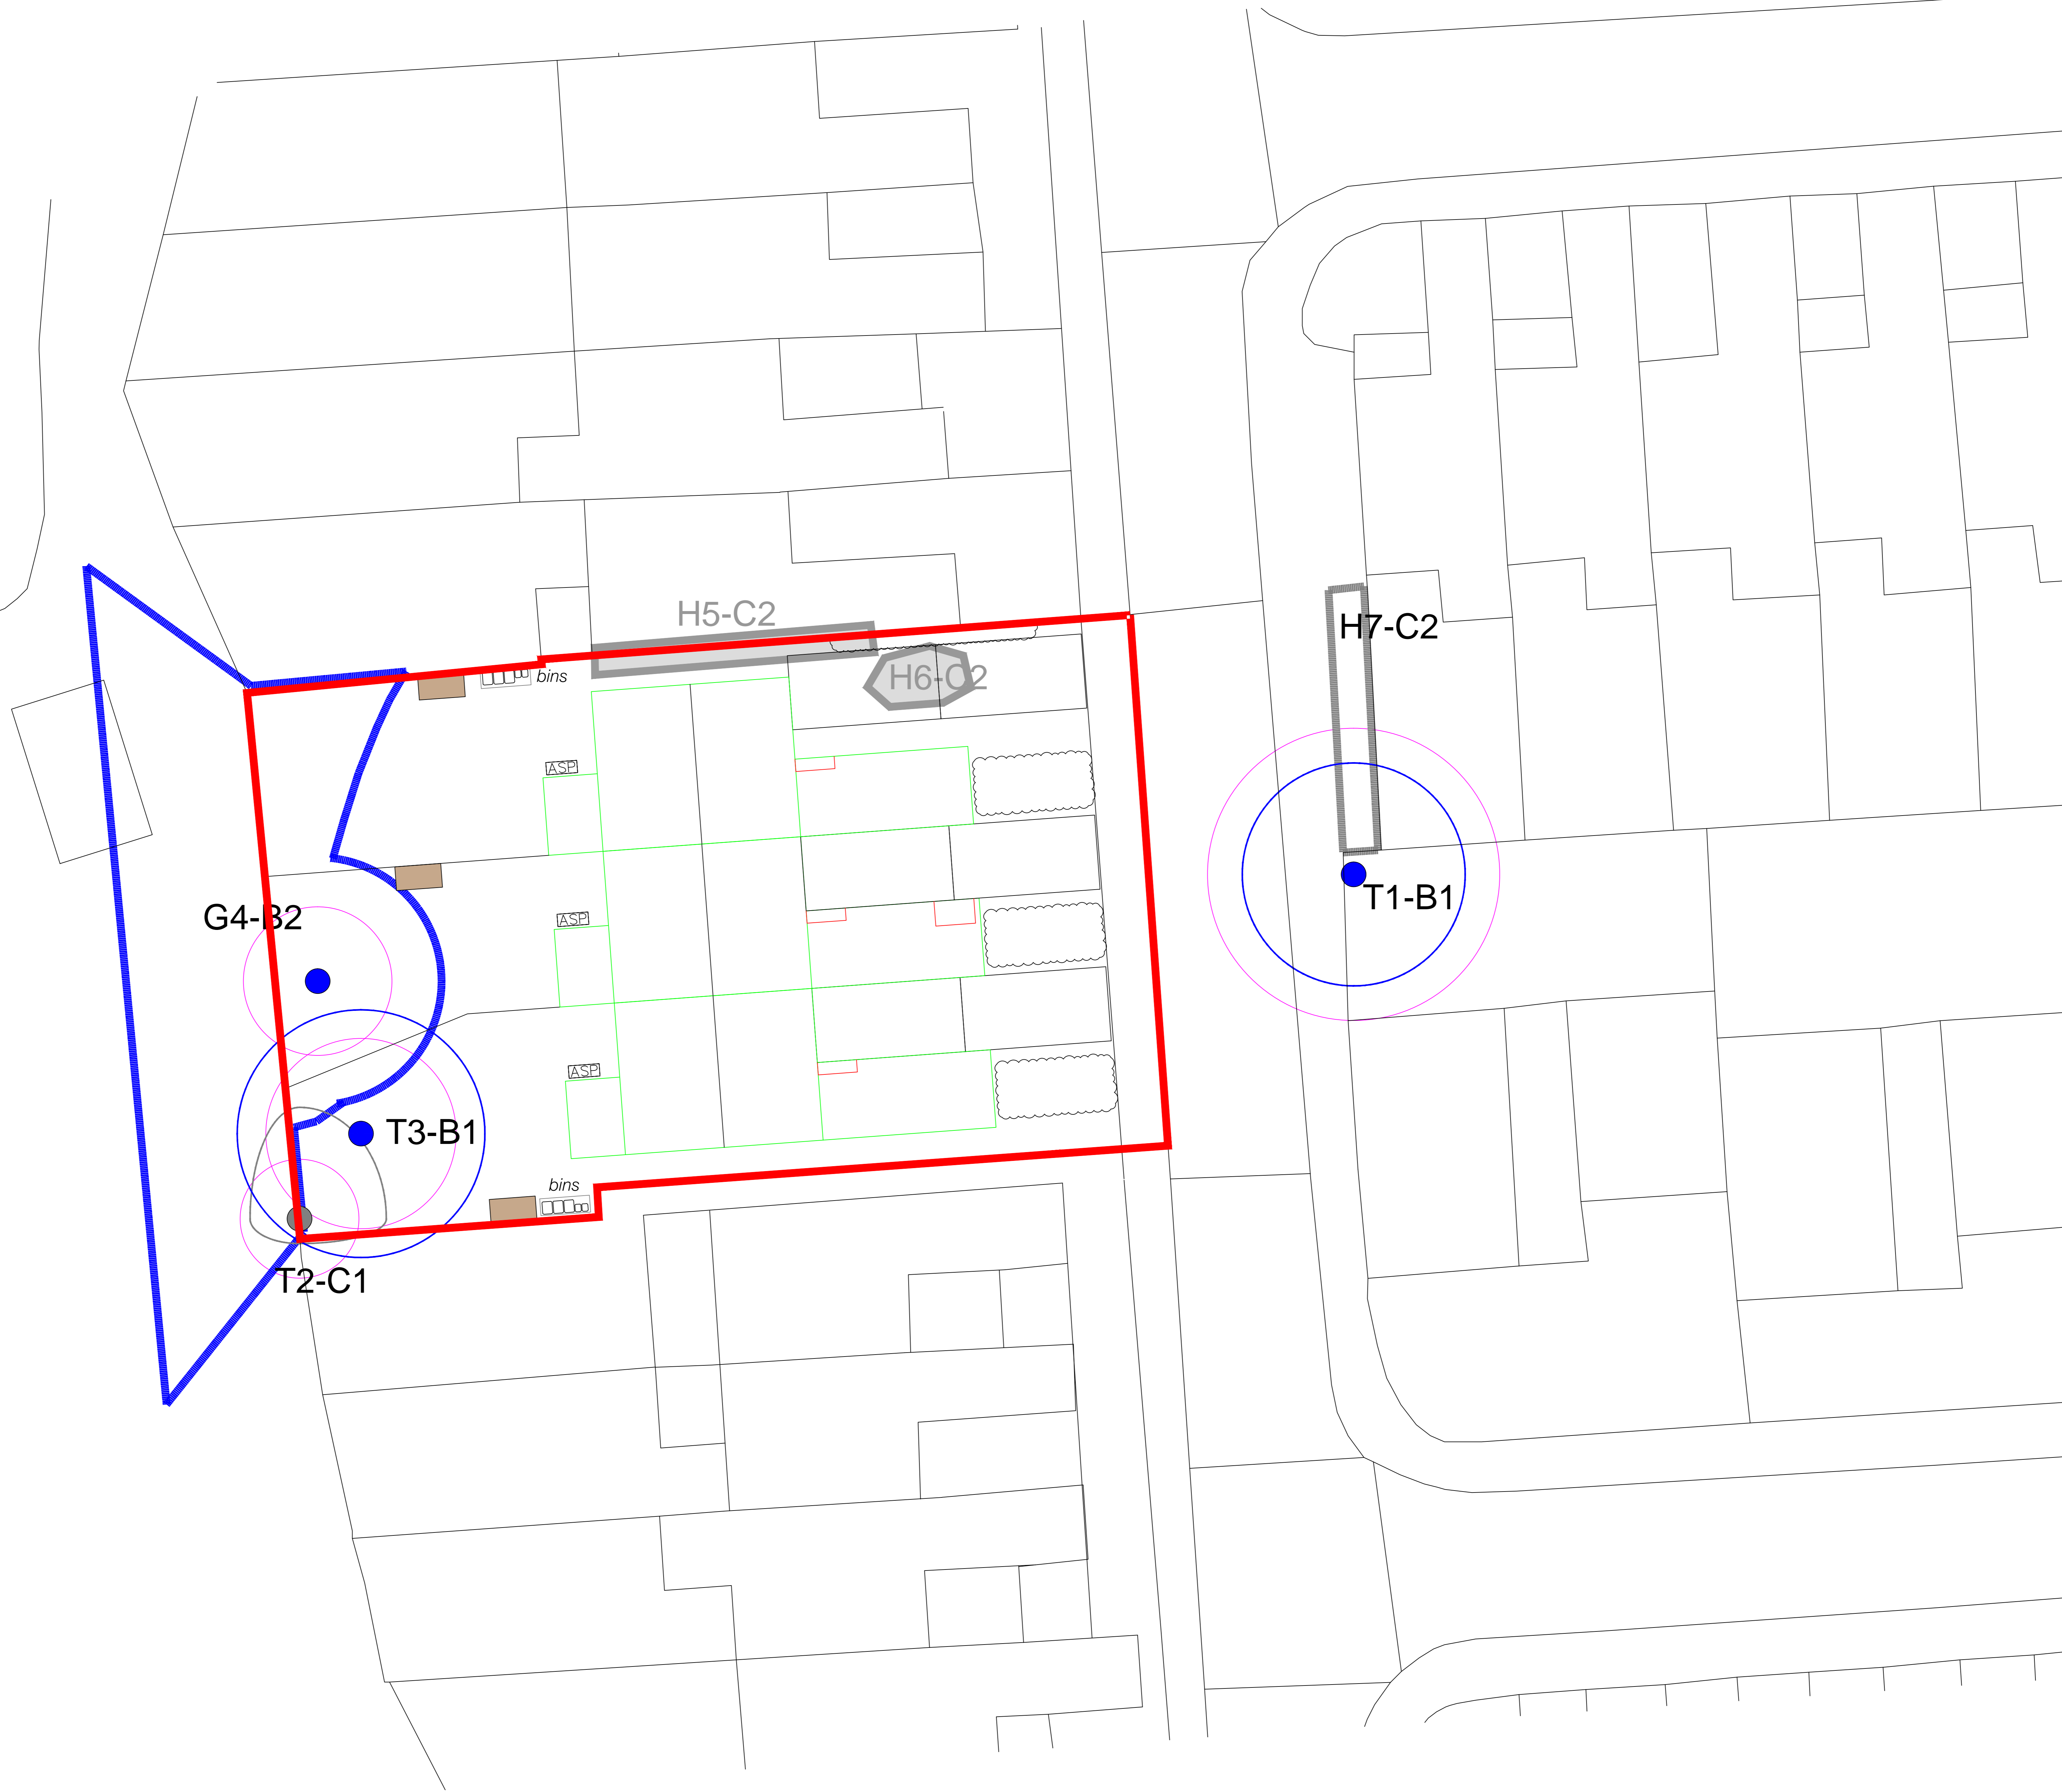 H5-C2
H7-C2
bins
H6-C2
ASP
T1-B1
G4-B2
ASP
ASP
T3-B1
bins
T2-C1